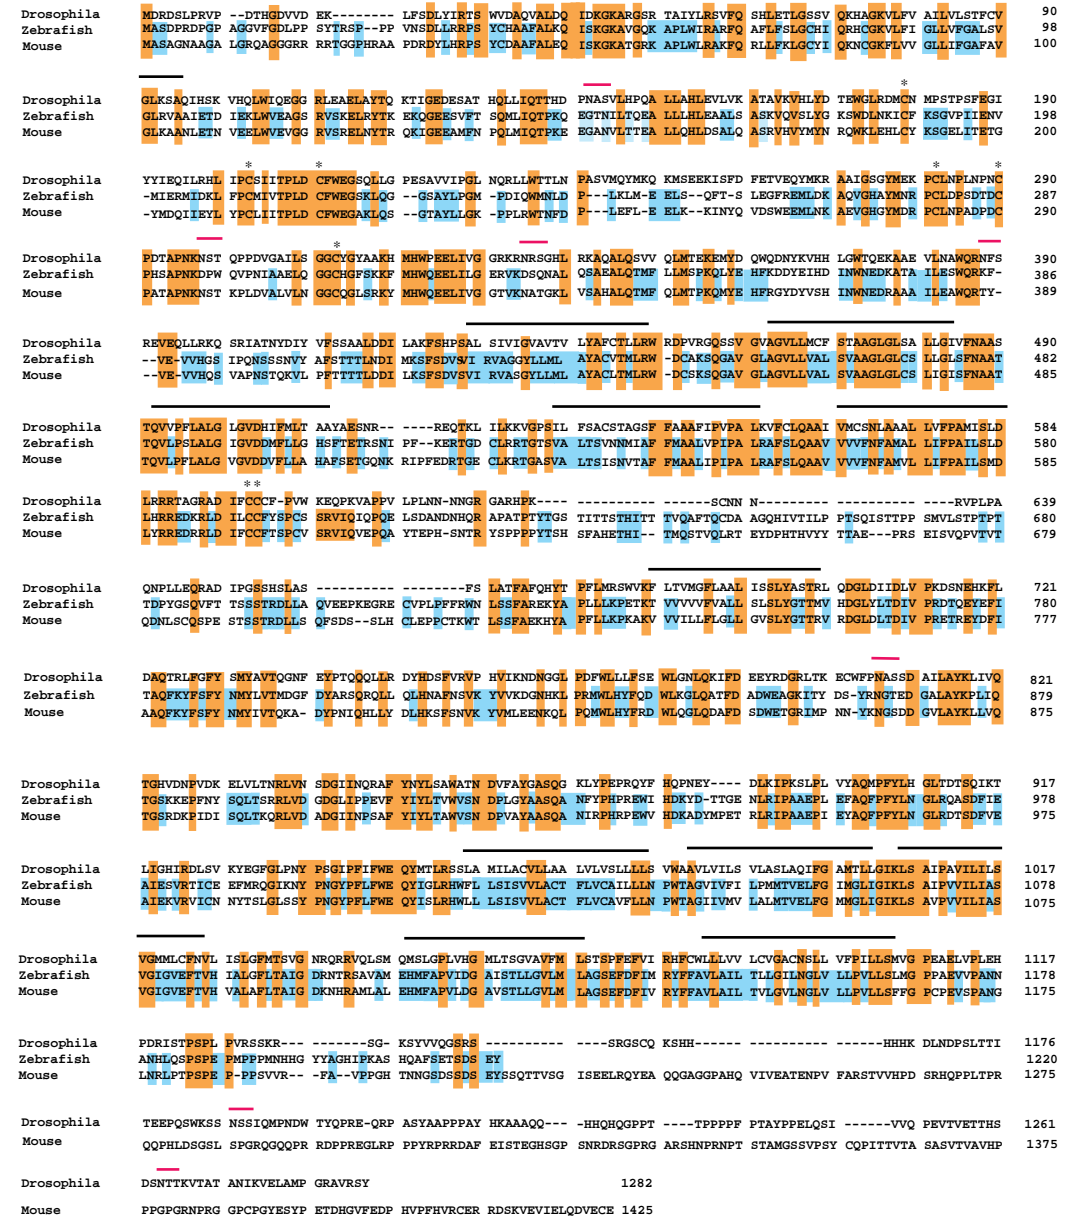 Drosophila MDRDSLPRVP --DTHGDVVD EK-------- LFSDLYIRTS WVDAQVALDQ IDKGKARGSR TAIYLRSVFQ SHLETLGSSV QKHAGKVLFV AILVLSTFCV 90
Zebrafish MASDPRDPGP AGGVFGDLPP SYTRSP--PP VNSDLLRRPS YCHAAFALKQ ISKGKAVGQK APLWIRARFQ AFLFSLGCHI QRHCGKVLFI GLLVFGALSV 98
Mouse MASAGNAAGA LGRQAGGGRR RRTGGPHRAA PDRDYLHRPS YCDAAFALEQ ISKGKATGRK APLWLRAKFQ RLLFKLGCYI QKNCGKFLVV GLLIFGAFAV 100
Drosophila GLKSAQIHSK VHQLWIQEGG RLEAELAYTQ KTIGEDESAT HQLLIQTTHD PNASVLHPQA LLAHLEVLVK ATAVKVHLYD TEWGLRDMCN MPSTPSFEGI 190
Zebrafish GLRVAAIETD IEKLWVEAGS RVSKELRYTK EKQGEESVFT SQMLIQTPKQ EGTNILTQEA LLLHLEAALS ASKVQVSLYG KSWDLNKICF KSGVPIIENV 198
Mouse GLKAANLETN VEELWVEVGG RVSRELNYTR QKIGEEAMFN PQLMIQTPKE EGANVLTTEA LLQHLDSALQ ASRVHVYMYN RQWKLEHLCY KSGELITETG 200
* 
Drosophila YYIEQILRHL IPCSIITPLD CFWEGSQLLG PESAVVIPGL NQRLLWTTLN PASVMQYMKQ KMSEEKISFD FETVEQYMKR AAIGSGYMEK PCLNPLNPNC 290
Zebrafish -MIERMIDKLF PCMIVTPLDC FWEGSKLQG- -GSAYLPGM- PDIQWMNLD P---LKLM-E ELS--QFT-S LEGFREMLDK AQVGHAYMNR PCLDPSDTDC 287
Mouse -YMDQIIEYLY PCLIITPLDC FWEGAKLQS- -GTAYLLGK- PPLRWTNFD P---LEFL-E ELK--KINYQ VDSWEEMLNK AEVGHGYMDR PCLNPADPDC 290
Drosophila PDTAPNKNST QPPDVGAILS GGCYGYAAKH MHWPEELIVG GRKRNRSGHL RKAQALQSVV QLMTEKEMYD QWQDNYKVHH LGWTQEKAAE VLNAWQRNFS 390
Zebrafish PHSAPNKDPW QVPNIAAELQ GGCHGFSKKF MHWQEELILG ERVKDSQNAL QSAEALQTMF LLMSPKQLYE HFKDDYEIHD INWNEDKATA ILESWQRKF- 386
Mouse PATAPNKNST KPLDVALVLN GGCQGLSRKY MHWQEELIVG GTVKNATGKL VSAHALQTMF QLMTPKQMYE HFRGYDYVSH INWNEDRAAA ILEAWQRTY- 389
Drosophila REVEQLLRKQ SRIATNYDIY VFSSAALDDI LAKFSHPSAL SIVIGVAVTV LYAFCTLLRW RDPVRGQSSV GVAGVLLMCF STAAGLGLSA LLGIVFNAAS 490
Zebrafish --VE-VVHGS IPQNSSSNVY AFSTTTLNDI MKSFSDVSVI RVAGGYLLML AYACVTMLRW -DCAKSQGAV GLAGVLLVAL SVAAGLGLCS LLGLSFNAAT 482
Mouse --VE-VVHQS VAPNSTQKVL PFTTTTLDDI LKSFSDVSVI RVASGYLLML AYACLTMLRW -DCSKSQGAV GLAGVLLVAL SVAAGLGLCS LIGISFNAAT 485
Drosophila TQVVPFLALG LGVDHIFMLT AAYAESNR-- ---REQTKLI LKKVGPSILF SACSTAGSFF AAAFIPVPAL KVFCLQAAIV MCSNLAAALL VFPAMISLD 584
Zebrafish TQVLPSLALG IGVDDMFLLG HSFTETRSNI PF--KERTGD CLRRTGTSVA LTSVNNMIAF FMAALVPIPA LRAFSLQAAV VVVFNFAMAL LIFPAILSLD 580
Mouse TQVLPFLALG VGVDDVFLLA HAFSETGQNK RIPFEDRTGE CLKRTGASVA LTSISNVTAF FMAALIPIPA LRAFSLQAAV VVVFNFAMVL LIFPAILSMD 585
Drosophila LRRRTAGRAD IFCCCF-PVW KEQPKVAPPV LPLNN-NNGR GARHPK---- ---------- ------SCNN N--------- ---------- ----RVPLPA 639
Zebrafish LHRREDKRLD ILCCFYSPCS SRVIQIQPQE LSDANDNHQR APATPTYTGS TITTSTHITT TVQAFTQCDA AGQHIVTILP PTSQISTTPP SMVLSTPTPT 680
Mouse LYRREDRRLD IFCCFTSPCV SRVIQVEPQA YTEPH-SNTR YSPPPPYTSH SFAHETHI-- TMQSTVQLRT EYDPHTHVYY TTAE---PRS EISVQPVTVT 679
Drosophila QNPLLEQRAD IPGSSHSLAS ---------- ---------- --------FS LATFAFQHYT PFLMRSWVKF LTVMGFLAAL ISSLYASTRL QDGLDIIDLV PKDSNEHKFL 721
Zebrafish TDPYGSQVFT TSSSTRDLLA QVEEPKEGRE CVPLPFFRWN LSSFAREKYA PLLLKPETKT VVVVVFVALL SLSLYGTTMV HDGLYLTDIV PRDTQEYEFI 780
Mouse QDNLSCQSPE STSSTRDLLS QFSDS--SLHC LEPPCTKWT LSSFAEKHYA PFLLKPKAKV VVILLFLGLL GVSLYGTTRV RDGLDLTDIV PRETREYDFI 777
Drosophila DAQTRLFGFY SMYAVTQGNF EYPTQQQLLR DYHDSFVRVP HVIKNDNGGL PDFWLLLFSE WLGNLQKIFD EEYRDGRLTK ECWFPNASSD AILAYKLIVQ 821
Zebrafish TAQFKYFSFY NMYLVTMDGF DYARSQRQLL QLHNAFNSVK YVVKDGNHKL PRMWLHYFQD WLKGLQATFD ADWEAGKITY DS-YRNGTED GALAYKPLIQ 879
Mouse AAQFKYFSFY NMYIVTQKA- DYPNIQHLLY DLHKSFSNVK YVMLEENKQL PQMWLHYFRD WLQGLQDAFD SDWETGRIMP NN-YKNGSDD GVLAYKLLVQ 875
Drosophila TGHVDNPVDK ELVLTNRLVN SDGIINQRAF YNYLSAWATN DVFAYGASQG KLYPEPRQYF HQPNEY---- DLKIPKSLPL VYAQMPFYLH GLTDTSQIKT 917
Zebrafish TGSKKEPFNY SQLTSRRLVD GDGLIPPEVF YIYLTVWVSN DPLGYAASQA NFYPHPREWI HDKYD-TTGE NLRIPAAEPL EFAQFPFYLN GLRQASDFIE 978
Mouse TGSRDKPIDI SQLTKQRLVD ADGIINPSAF YIYLTAWVSN DPVAYAASQA NIRPHRPEWV HDKADYMPET RLRIPAAEPI EYAQFPFYLN GLRDTSDFVE 975
Drosophila LIGHIRDLSV KYEGFGLPNY PSGIPFIFWE QYMTLRSSLA MILACVLLAA LVLVSLLLLS VWAAVLVILS VLASLAQIFG AMTLLGIKLS AIPAVILILS 1017
Zebrafish AIESVRTICE EFMRQGIKNY PNGYPFLFWE QYIGLRHWFL LSISVVLACT FLVCAILLLN PWTAGVIVFI LPMMTVELFG IMGLIGIKLS AIPVVILIAS 1078
Mouse AIEKVRVICN NYTSLGLSSY PNGYPFLFWE QYISLRHWLL LSISVVLACT FLVCAVFLLN PWTAGIIVMV LALMTVELFG MMGLIGIKLS AVPVVILIAS 1075
Drosophila VGMMLCFNVL ISLGFMTSVG NRQRRVQLSM QMSLGPLVHG MLTSGVAVFM LSTSPFEFVI RHFCWLLLVV LCVGACNSLL VFPILLSMVG PEAELVPLEH 1117
Zebrafish VGIGVEFTVH IALGFLTAIG DRNTRSAVAM EHMFAPVIDG AISTLLGVLM LAGSEFDFIM RYFFAVLAIL TLLGILNGLV LLPVLLSLMG PPAEVVPANN 1178
Mouse VGIGVEFTVH VALAFLTAIG DKNHRAMLAL EHMFAPVLDG AVSTLLGVLM LAGSEFDFIV RYFFAVLAIL TVLGVLNGLV LLPVLLSFFG PCPEVSPANG 1175
Drosophila PDRISTPSPL PVRSSKR--- -------SG- KSYVVQGSRS ---------- ------SRGSCQ KSHH------ ---------- ------HHHK DLNDPSLTTI 1176
Zebrafish ANHLQSPSPE PMPPPMNHHG YYAGHIPKAS HQAFSETSDS EY 1220
Mouse LNRLPTPSPE P-PPSVVR-- -FA--VPPGH TNNGSDSSDS EYSSQTTVSG ISEELRQYEA QQGAGGPAHQ VIVEATENPV FARSTVVHPD SRHQPPLTPR 1275
Drosophila TEEPQSWKSS NSSIQMPNDW TYQPRE-QRP ASYAAPPPAY HKAAAQQ--- -HHQHQGPPT ---TPPPPF PTAYPPELQSI ------VVQ PEVTVETTHS 1261
Mouse QQPHLDSGSL SPGRQGQQPR RDPPREGLRP PPYRPRRDAF EISTEGHSGP SNRDRSGPRG ARSHNPRNPT STAMGSSVPSY CQPITTVTA SASVTVAVHP 1375
Drosophila DSNTTKVTAT ANIKVELAMP GRAVRSY 1282
Mouse PPGPGRNPRG GPCPGYESYP ETDHGVFEDP HVPFHVRCER RDSKVEVIELQDVECE 1425